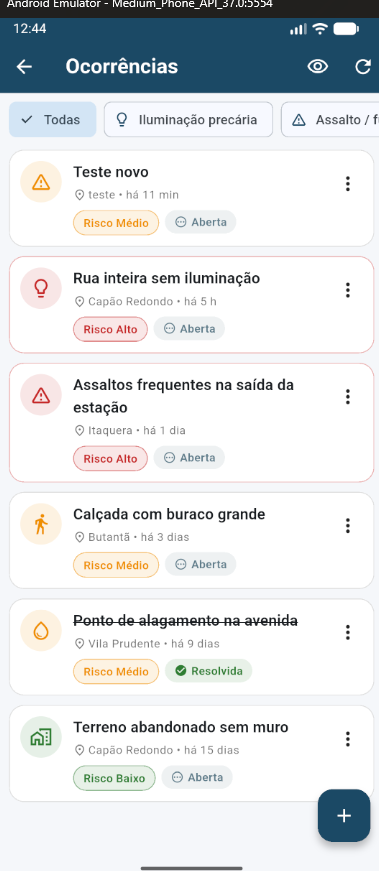 Android Emulator - Medium_Phone_API_37.0:5554
12:44
Ocorrências
Todas
Iluminação precária
Assalto / f
Teste novo
teste • há 11 min
Risco Médio
Aberta
Rua inteira sem iluminação
Capão Redondo • há 5 h
Risco Alto
Aberta
Assaltos frequentes na saída da
estação
Itaquera • há 1 dia
Risco Alto
Aberta
Calçada com buraco grande
Butantã • há 3 dias
Risco Médio
Aberta
Ponto de alagamento na avenida
Vila Prudente • há 9 dias
Risco Médio
Resolvida
Terreno abandonado sem muro
Capão Redondo • há 15 dias
Risco Baixo
Aberta